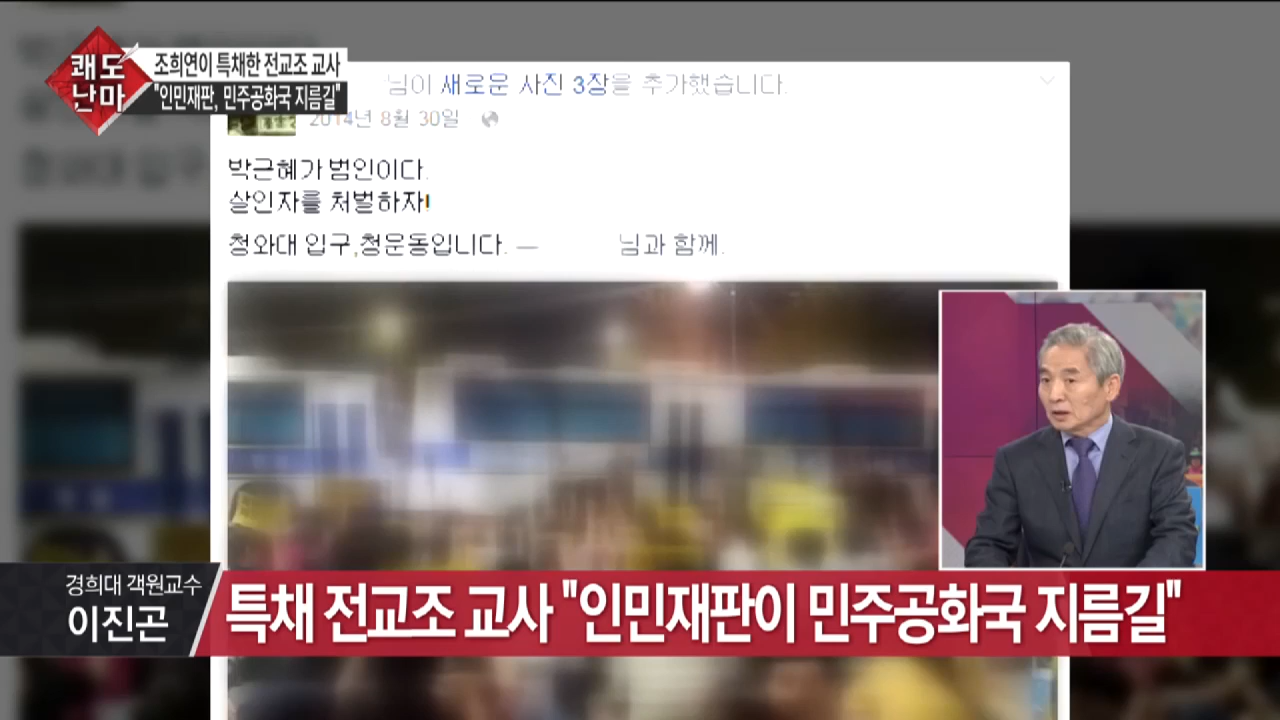 쾌도
난마
조희연이 특채한 전교조 교사
"인민재판, 민주공화국 지름길"
님이 새로운 사진 3장을 추가했습니다.
2014년 8월 30일
박근혜가 범인이다.
살인자를 처벌하자!
청와대 입구,청운동입니다. — 님과 함께.
경희대 객원교수
이진곤
특채 전교조 교사 "인민재판이 민주공화국 지름길"